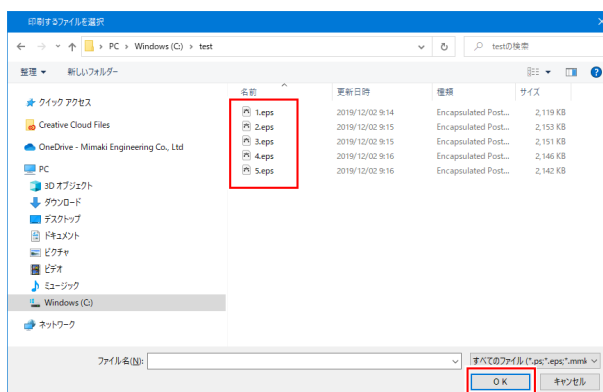 印刷するファイルを選択
> PC > Windows (C:) > test
testの検索
整理 新しいフォルダー
名前 更新日時 種類 サイズ
クイック アクセス
Creative Cloud Files
OneDrive - Mimaki Engineering Co., Ltd
PC
3D オブジェクト
ダウンロード
デスクトップ
ドキュメント
ピクチャ
ビデオ
ミュージック
Windows (C:)
ネットワーク
1.eps 2019/12/02 9:14 Encapsulated Post... 2,119 KB
2.eps 2019/12/02 9:15 Encapsulated Post... 2,153 KB
3.eps 2019/12/02 9:15 Encapsulated Post... 2,151 KB
4.eps 2019/12/02 9:16 Encapsulated Post... 2,146 KB
5.eps 2019/12/02 9:16 Encapsulated Post... 2,142 KB
ファイル名(N): すべてのファイル (*.ps;*.eps;*.mmk
OK キャンセル